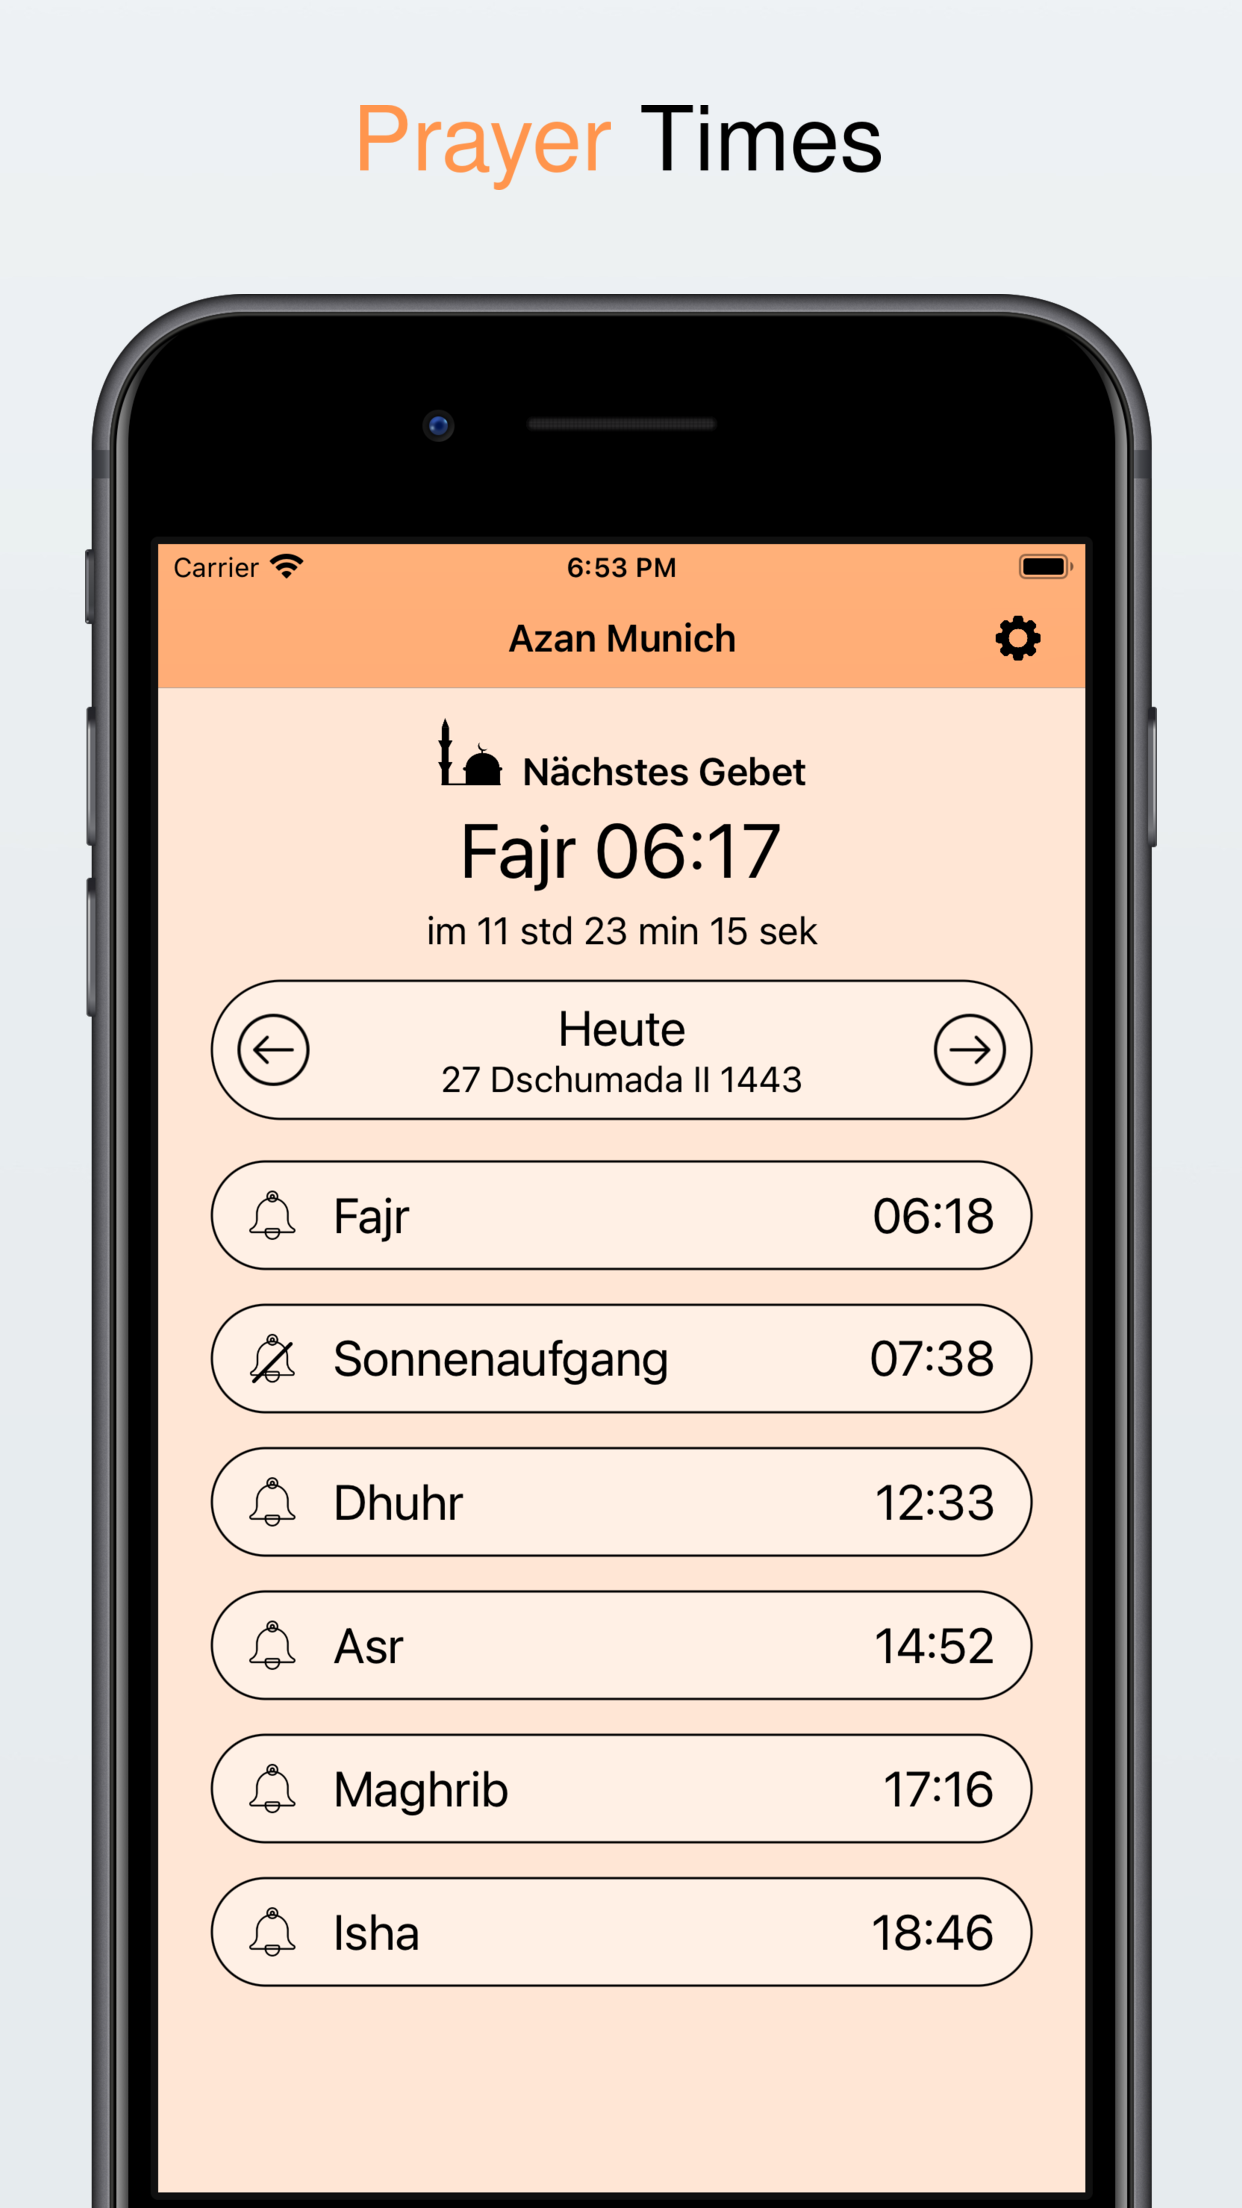 Prayer Times
Carrier 6:53 PM
Azan Munich
Nächstes Gebet
Fajr 06:17
im 11 std 23 min 15 sek
Heute
27 Dschumada II 1443
Fajr 06:18
Sonnenaufgang 07:38
Dhuhr 12:33
Asr 14:52
Maghrib 17:16
Isha 18:46